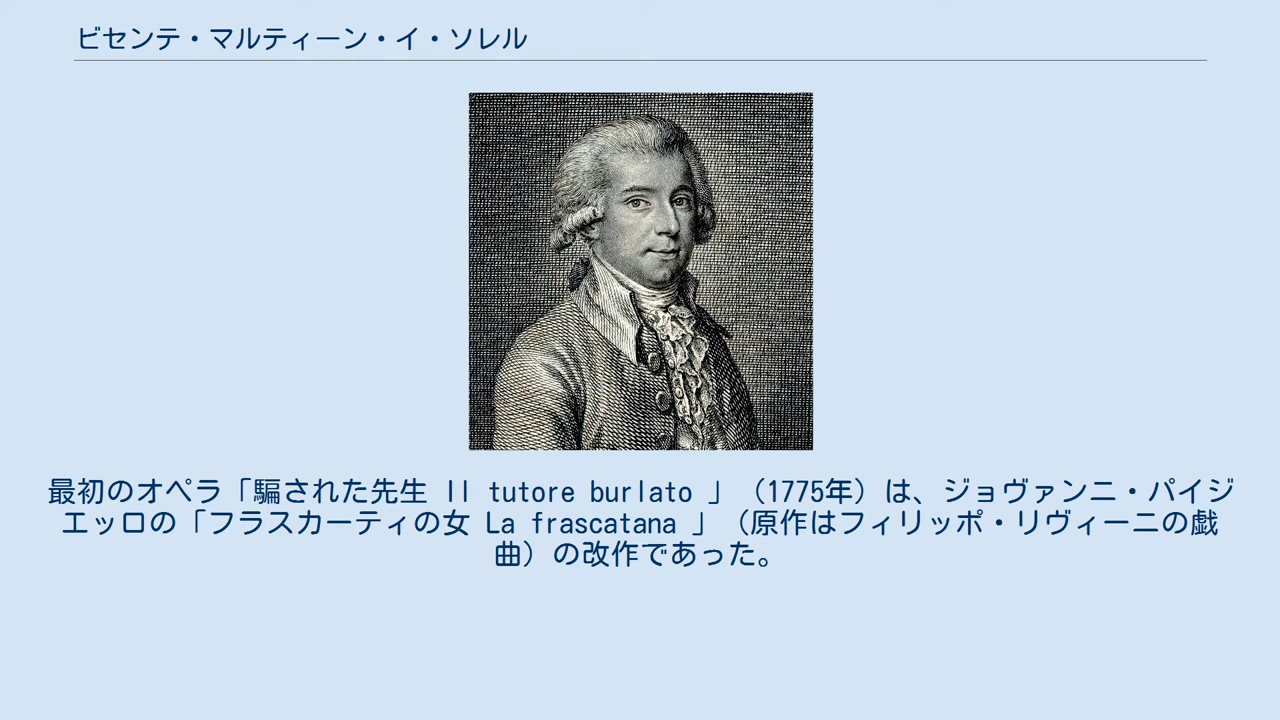 ビセンテ・マルティーン・イ・ソレル
最初のオペラ「騙された先生 Il tutore burlato 」（1775年）は、ジョヴァンニ・パイジ
エッロの「フラスカーティの女 La frascatana 」（原作はフィリッポ・リヴィーニの戯
曲）の改作であった。